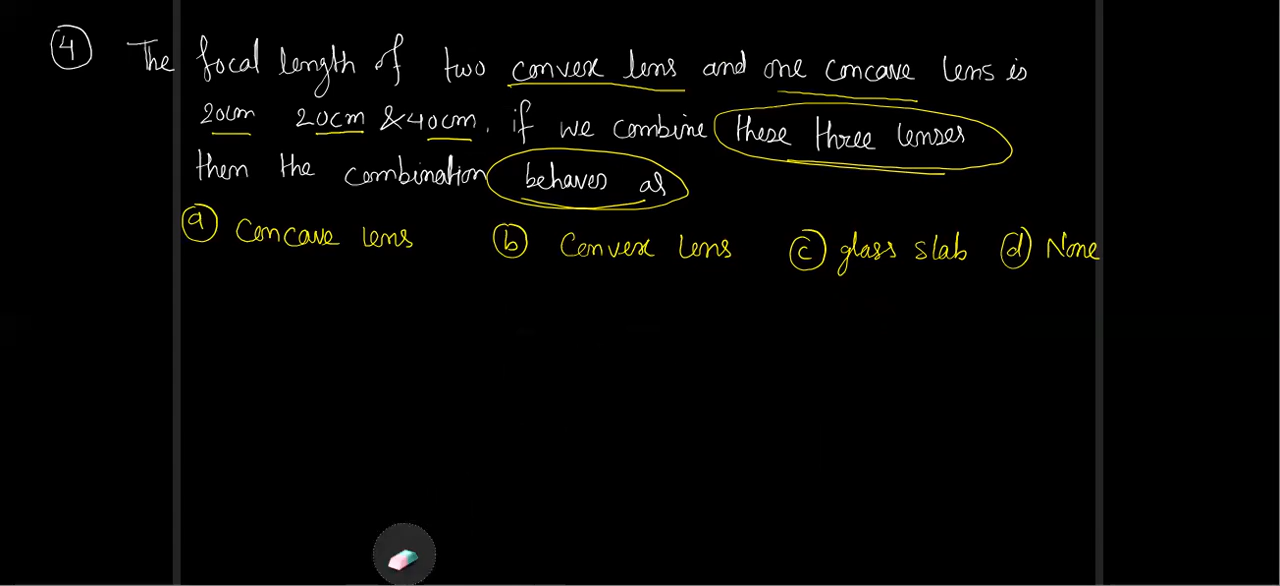 ④ The focal length of two convex lens and one concave lens is
20cm 20cm & 40cm. if we combine these three lenses
then the combination behaves as
ⓐ Concave lens ⓑ Convex lens ⓒ glass slab ⓓ None